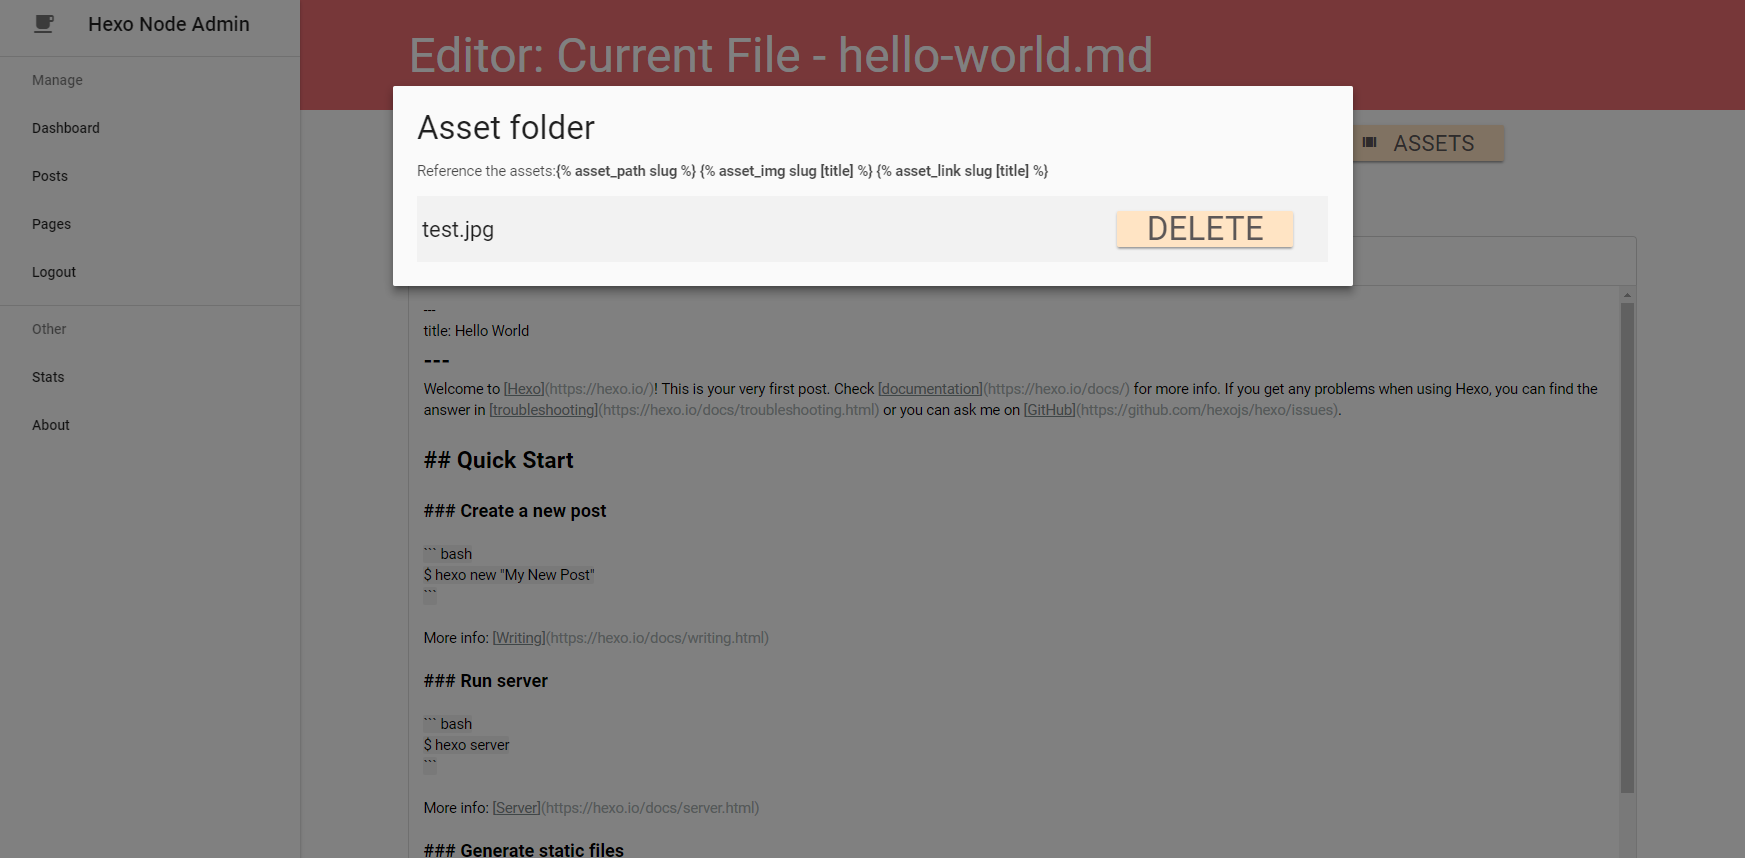 Hexo Node Admin
Manage
Dashboard
Posts
Pages
Logout
Other
Stats
About
Editor: Current File - hello-world.md
ASSETS
Asset folder
Reference the assets:{% asset_path slug %} {% asset_img slug [title] %} {% asset_link slug [title] %}
test.jpg
DELETE
---
title: Hello World
---
Welcome to [Hexo](https://hexo.io/)! This is your very first post. Check [documentation](https://hexo.io/docs/) for more info. If you get any problems when using Hexo, you can find the
answer in [troubleshooting](https://hexo.io/docs/troubleshooting.html) or you can ask me on [GitHub](https://github.com/hexojs/hexo/issues).
## Quick Start
### Create a new post
``` bash
$ hexo new "My New Post"
```
More info: [Writing](https://hexo.io/docs/writing.html)
### Run server
``` bash
$ hexo server
```
More info: [Server](https://hexo.io/docs/server.html)
### Generate static files